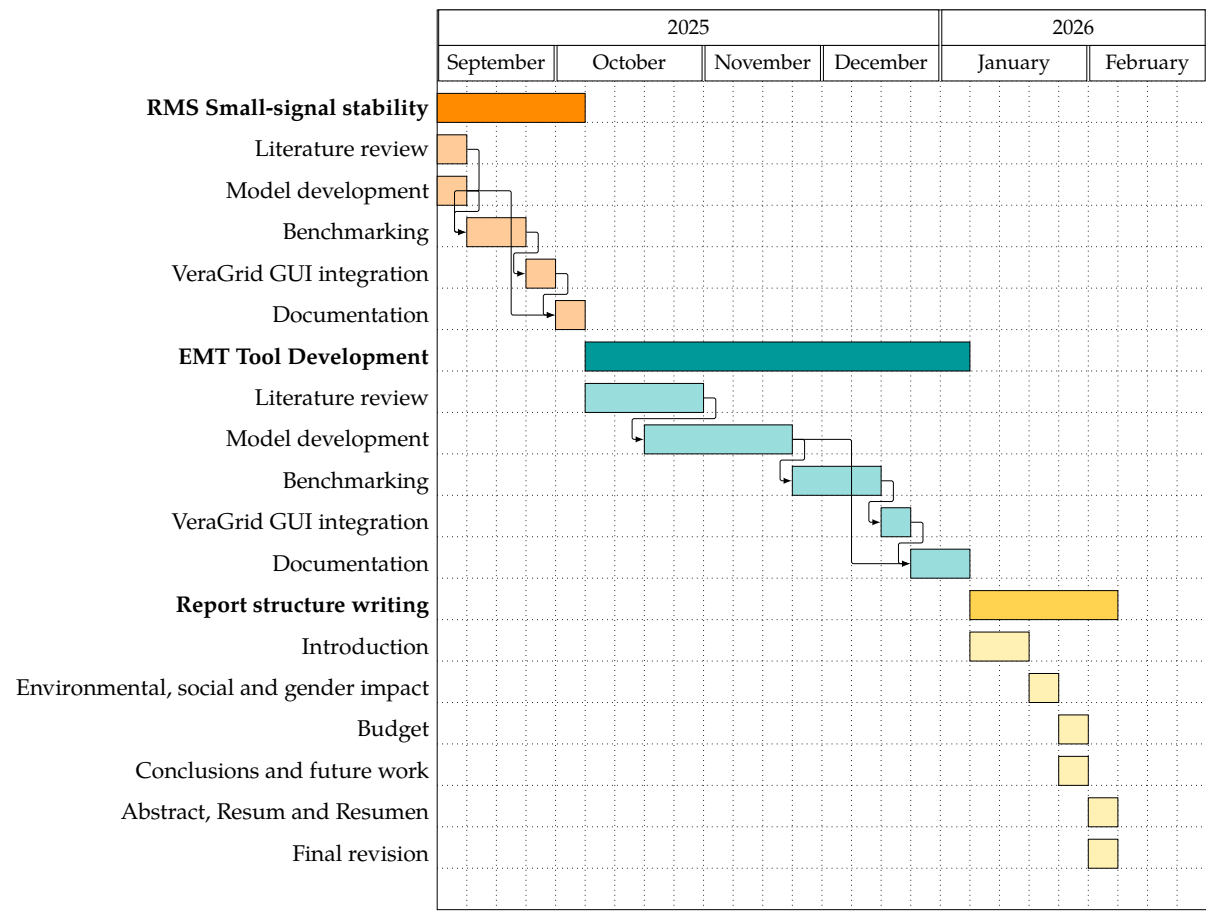 2025 2026
September October November December January February
RMS Small-signal stability
Literature review
Model development
Benchmarking
VeraGrid GUI integration
Documentation
EMT Tool Development
Literature review
Model development
Benchmarking
VeraGrid GUI integration
Documentation
Report structure writing
Introduction
Environmental, social and gender impact
Budget
Conclusions and future work
Abstract, Resum and Resumen
Final revision